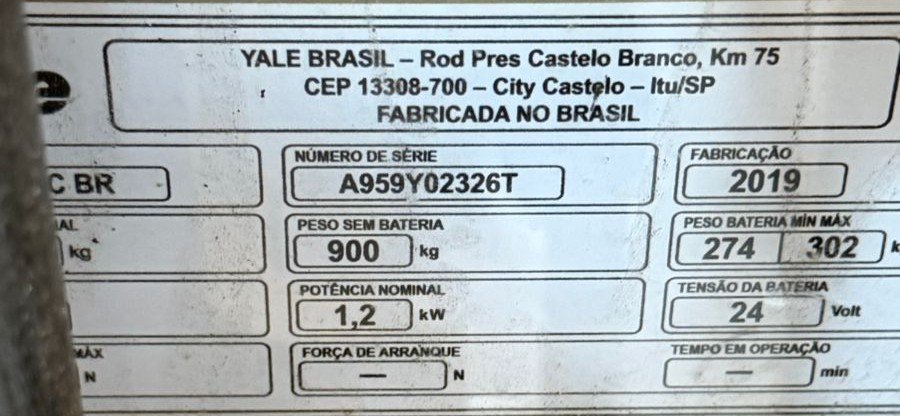 YALE BRASIL – Rod Pres Castelo Branco, Km 75
CEP 13308-700 – City Castelo – Itu/SP
FABRICADA NO BRASIL
NÚMERO DE SÉRIE FABRICAÇÃO
C BR A959Y02326T 2019
AL PESO SEM BATERIA PESO BATERIA MÍN MÁX
kg 900 kg 274 302 k
POTÊNCIA NOMINAL TENSÃO DA BATERIA
1,2 kW 24 Volt
MÁX FORÇA DE ARRANQUE TEMPO EM OPERAÇÃO
N — N — min